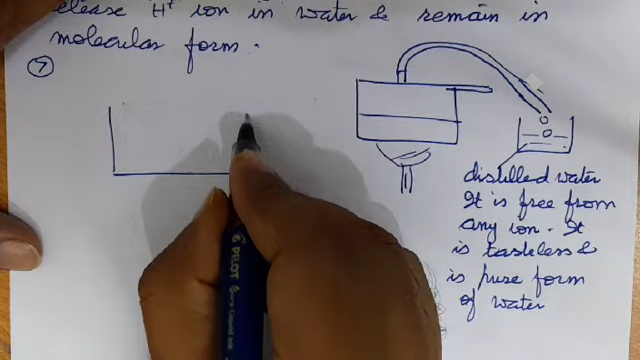 elease H⁺ ion in water & remain in
molecular form.
7
distilled water
It is free from
any ion. It
is tasteless &
is pure form
of water
PILOT